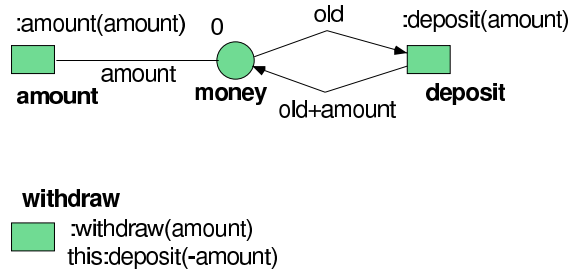 :amount(amount)
0
old
:deposit(amount)
amount
amount
money
deposit
old+amount
withdraw
:withdraw(amount)
this:deposit(-amount)